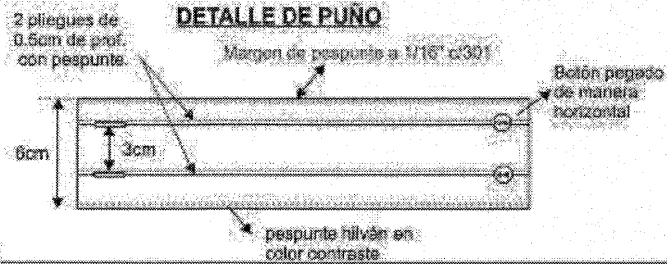 DETALLE DE PUÑO
2 pliegues de
0.5cm de prof.
con pespunte.
Margen de pespunte a 1/16" c/301
Botón pegado
de manera
horizontal
6cm
3cm
pespunte hilván en
color contraste